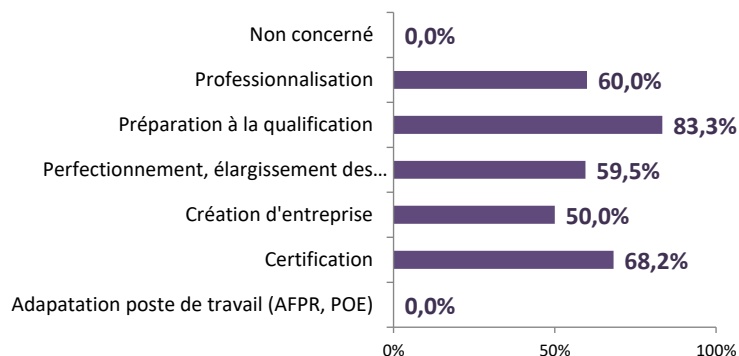 Non concerné 0,0%
Professionnalisation 60,0%
Préparation à la qualification 83,3%
Perfectionnement, élargissement des... 59,5%
Création d'entreprise 50,0%
Certification 68,2%
Adapatation poste de travail (AFPR, POE) 0,0%
0% 50% 100%